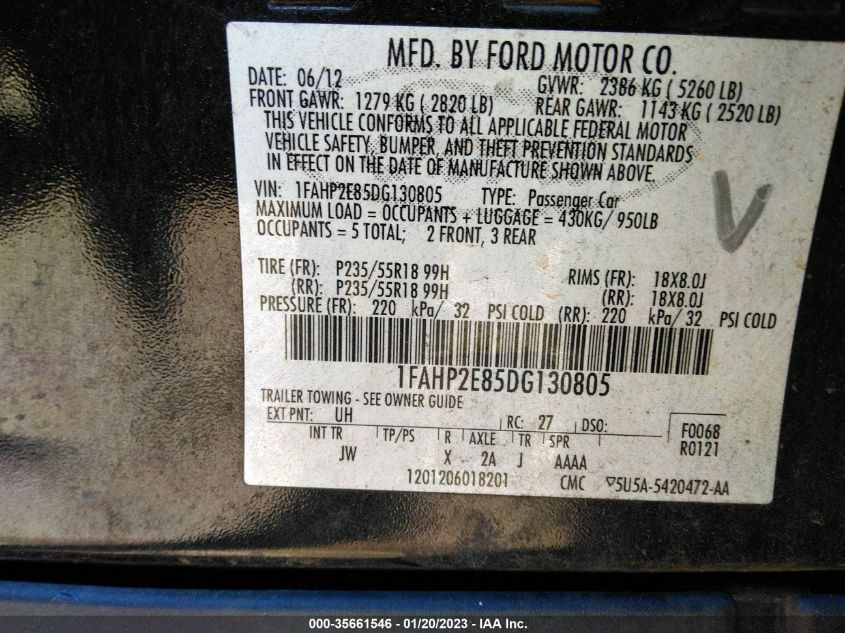 MFD. BY FORD MOTOR CO.
DATE: 06/12 GVWR: 2386 KG ( 5260 LB)
FRONT GAWR: 1279 KG ( 2820 LB) REAR GAWR: 1143 KG ( 2520 LB)
THIS VEHICLE CONFORMS TO ALL APPLICABLE FEDERAL MOTOR
VEHICLE SAFETY, BUMPER, AND THEFT PREVENTION STANDARDS
IN EFFECT ON THE DATE OF MANUFACTURE SHOWN ABOVE.
VIN: 1FAHP2E85DG130805 TYPE: Passenger Car
MAXIMUM LOAD = OCCUPANTS + LUGGAGE = 430KG/ 950LB
OCCUPANTS = 5 TOTAL; 2 FRONT, 3 REAR
V
TIRE (FR): P235/55R18 99H RIMS (FR): 18X8.0J
(RR): P235/55R18 99H (RR): 18X8.0J
PRESSURE (FR): 220 kPa/ 32 PSI COLD (RR): 220 kPa/ 32 PSI COLD
1FAHP2E85DG130805
TRAILER TOWING - SEE OWNER GUIDE
EXT PNT: UH RC: 27 DSO: F0068
INT TR TP/PS R AXLE TR SPR R0121
JW X 2A J AAAA
1201206018201 CMC ▽5U5A-5420472-AA
000-35661546 — 01/20/2023 — IAA Inc.